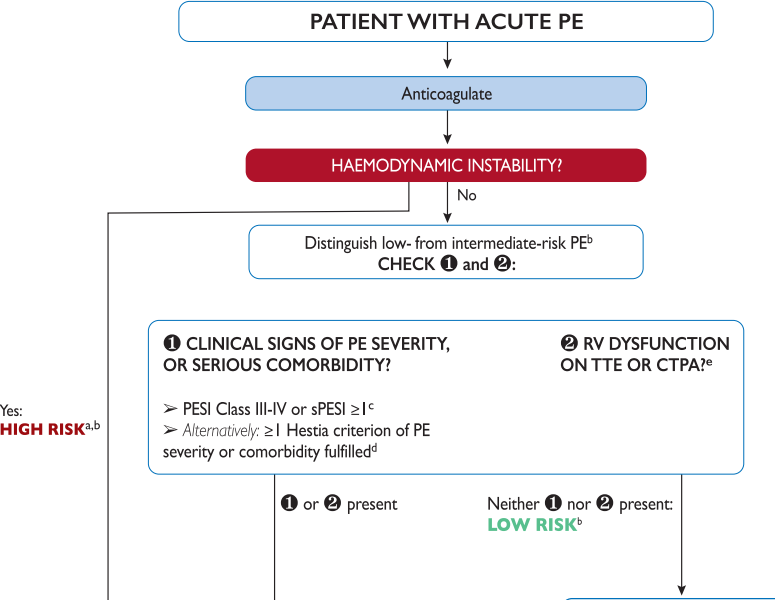 PATIENT WITH ACUTE PE
Anticoagulate
HAEMODYNAMIC INSTABILITY?
No
Distinguish low- from intermediate-risk PEᵇ
CHECK ❶ and ❷:
❶ CLINICAL SIGNS OF PE SEVERITY,
OR SERIOUS COMORBIDITY?
➢ PESI Class III-IV or sPESI ≥1ᶜ
➢ Alternatively: ≥1 Hestia criterion of PE
severity or comorbidity fulfilledᵈ
❷ RV DYSFUNCTION
ON TTE OR CTPA?ᵉ
Yes:
HIGH RISKᵃ,ᵇ
❶ or ❷ present
Neither ❶ nor ❷ present:
LOW RISKᵇ